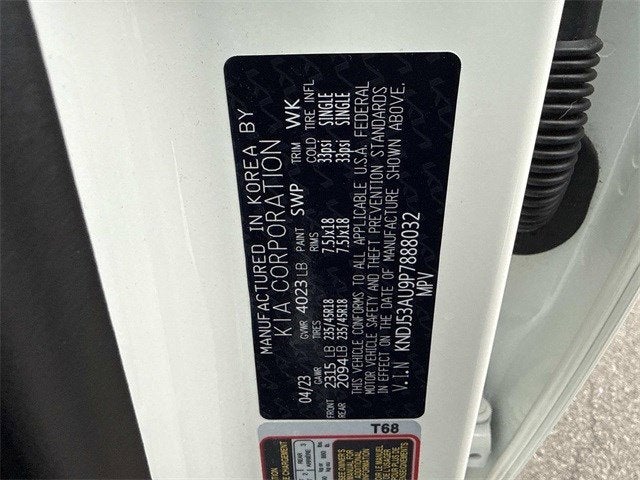 MANUFACTURED IN KOREA BY
KIA CORPORATION
04/23 GVWR 4023 LB PAINT SWP TRIM WK
GAWR TIRES RIMS COLD TIRE INFL
FRONT 2315 LB 235/45R18 7.5Jx18 33psi SINGLE
REAR 2094 LB 235/45R18 7.5Jx18 33psi SINGLE
THIS VEHICLE CONFORMS TO ALL APPLICABLE U.S.A. FEDERAL
MOTOR VEHICLE SAFETY AND THEFT PREVENTION STANDARDS
IN EFFECT ON THE DATE OF MANUFACTURE SHOWN ABOVE.
V.I.N KNDJ53AU9P7888032
MPV
T68